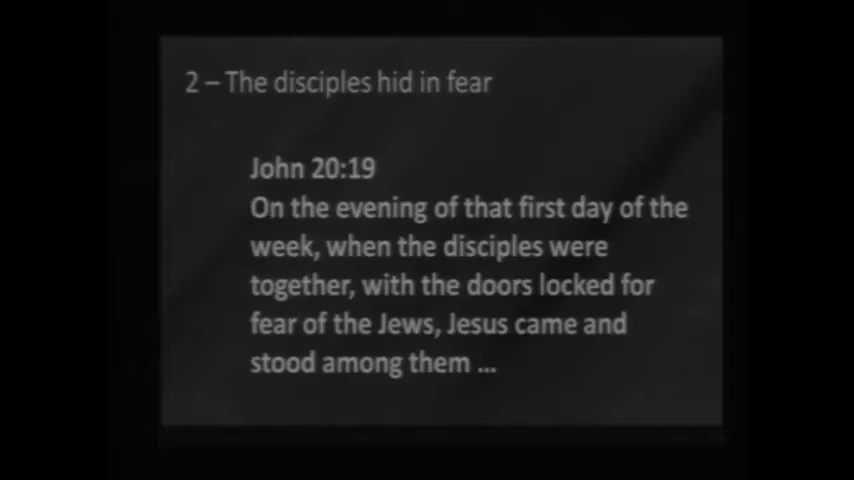 2 – The disciples hid in fear
John 20:19
On the evening of that first day of the
week, when the disciples were
together, with the doors locked for
fear of the Jews, Jesus came and
stood among them ...